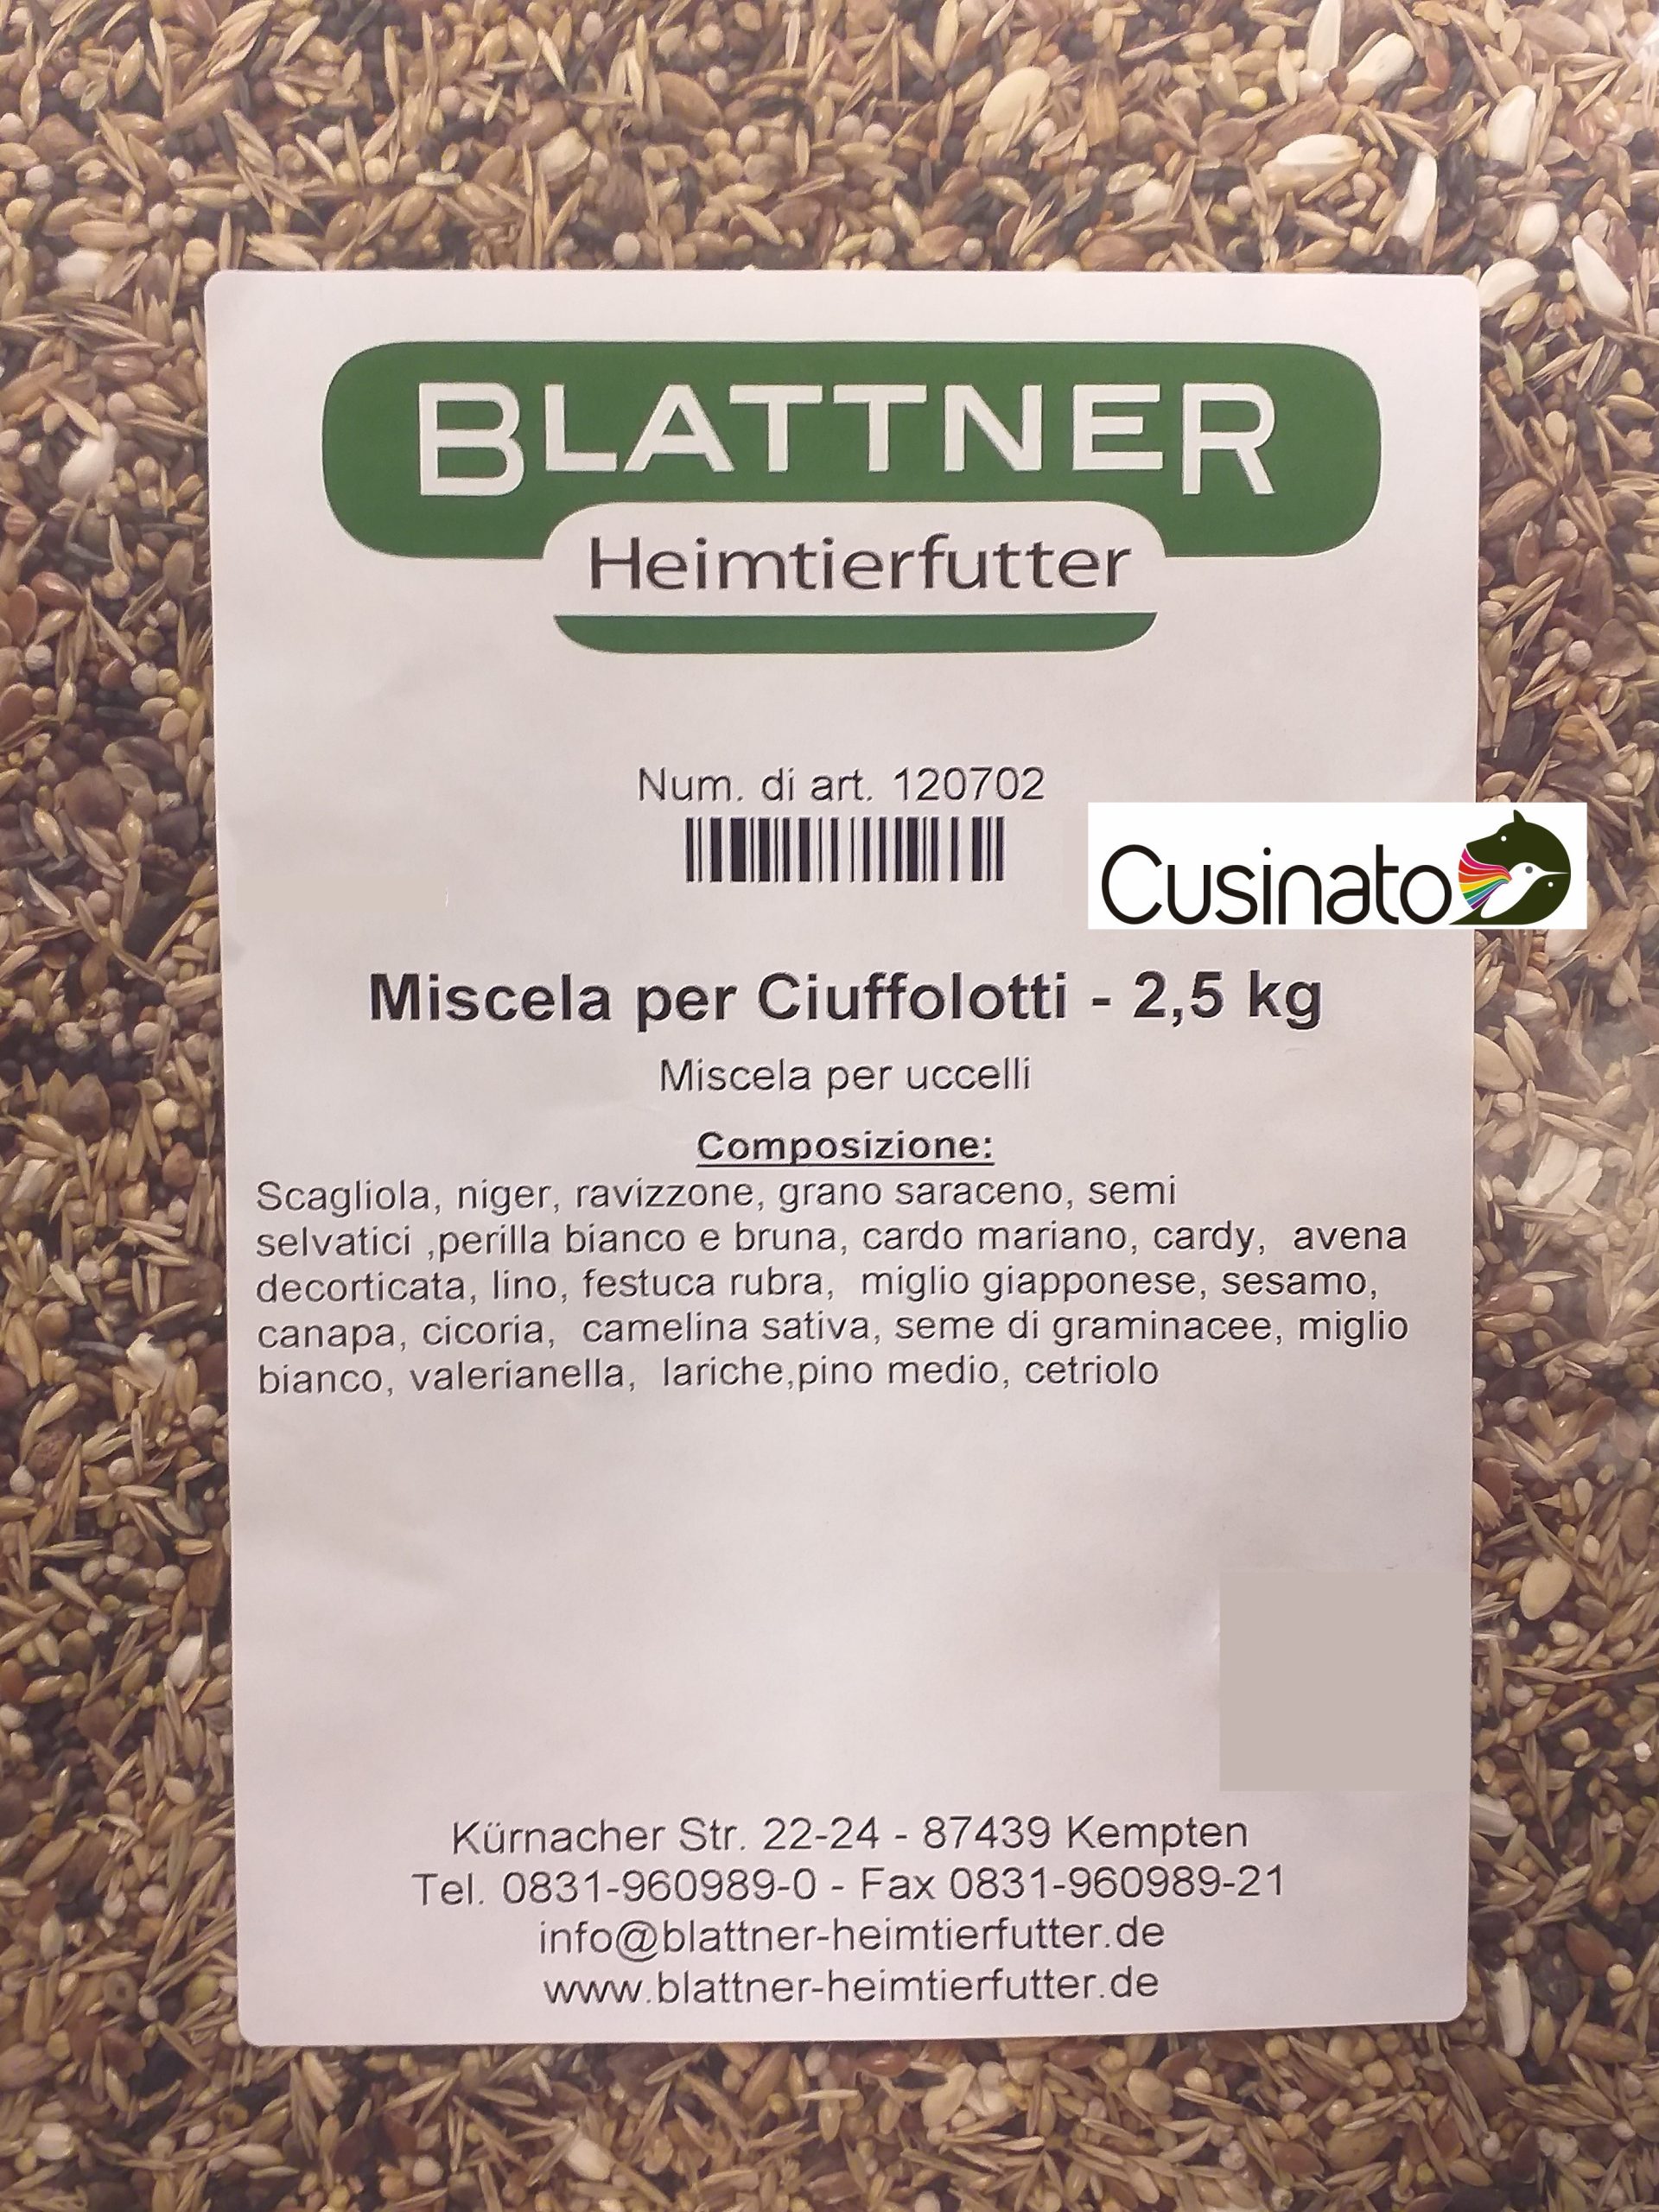 BLATTNER
Heimtierfutter
Num. di art. 120702
Cusinato
Miscela per Ciuffolotti - 2,5 kg
Miscela per uccelli
Composizione:
Scagliola, niger, ravizzone, grano saraceno, semi
selvatici ,perilla bianco e bruna, cardo mariano, cardy, avena
decorticata, lino, festuca rubra, miglio giapponese, sesamo,
canapa, cicoria, camelina sativa, seme di graminacee, miglio
bianco, valerianella, lariche,pino medio, cetriolo
Kürnacher Str. 22-24 - 87439 Kempten
Tel. 0831-960989-0 - Fax 0831-960989-21
info@blattner-heimtierfutter.de
www.blattner-heimtierfutter.de